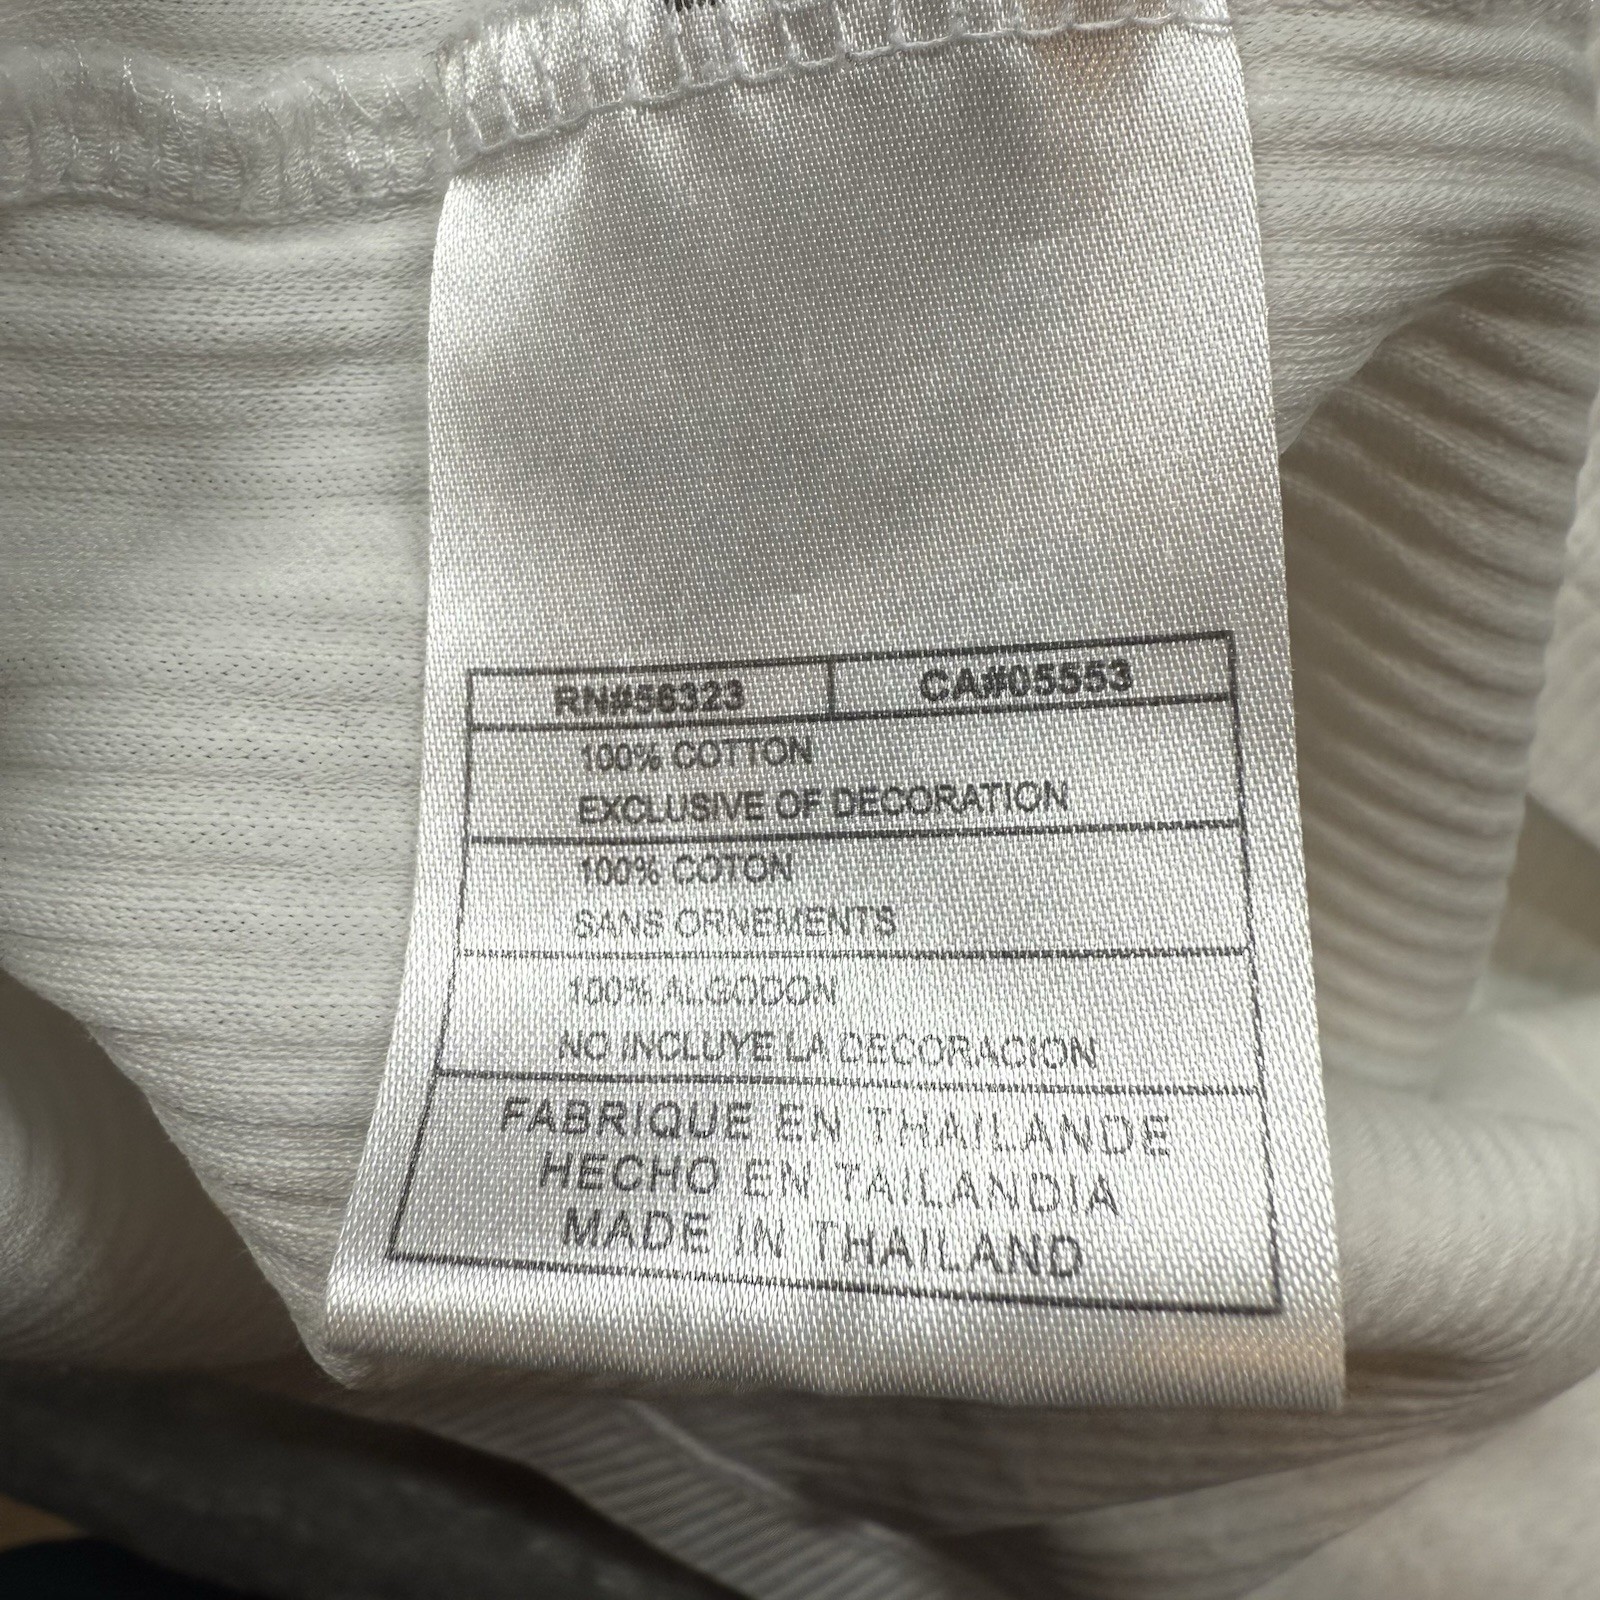 RN#56323 CA#05553
100% COTTON
EXCLUSIVE OF DECORATION
100% COTON
SANS ORNEMENTS
100% ALGODON
NO INCLUYE LA DECORACION
FABRIQUE EN THAILANDE
HECHO EN TAILANDIA
MADE IN THAILAND